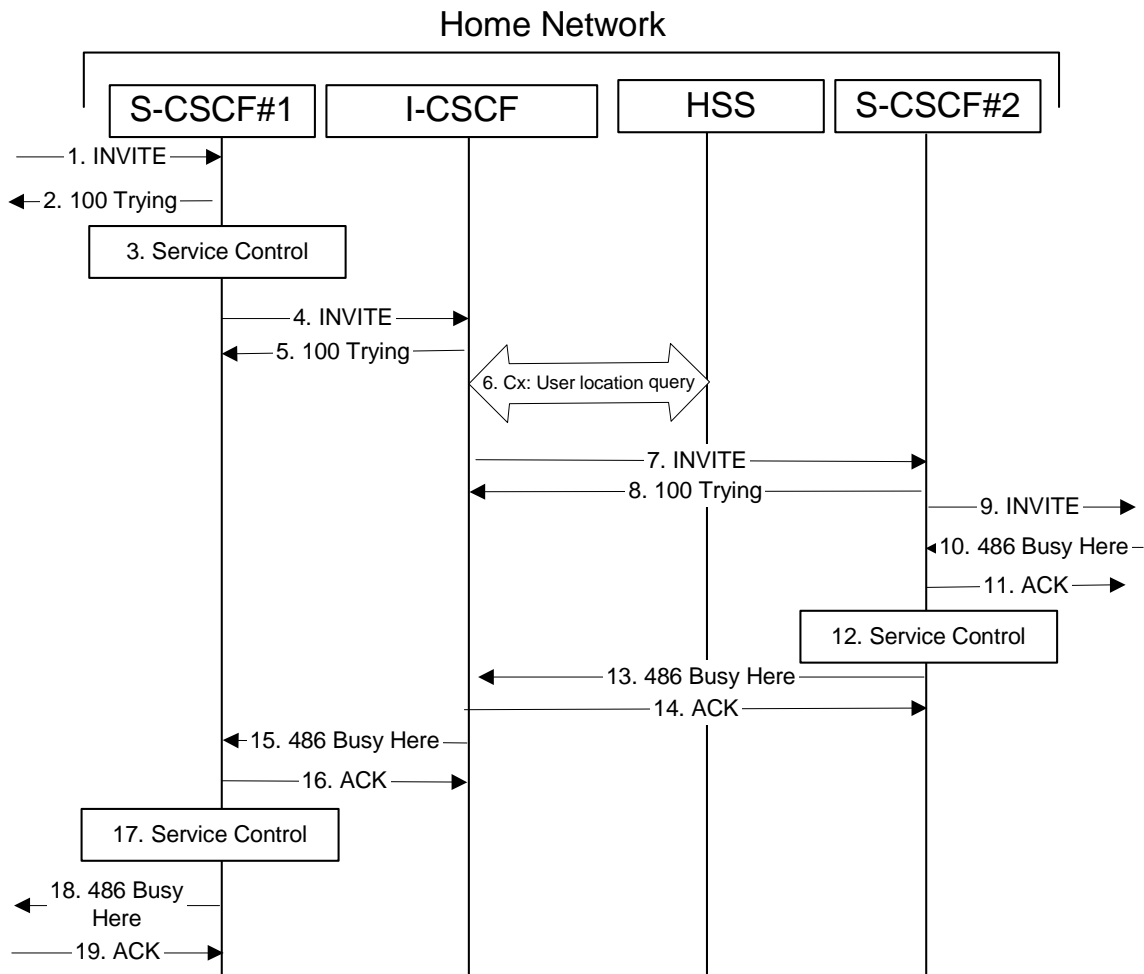 Home Network
S-CSCF#1
I-CSCF
HSS
S-CSCF#2
1. INVITE
2. 100 Trying
3. Service Control
4. INVITE
5. 100 Trying
6. Cx: User location query
7. INVITE
8. 100 Trying
9. INVITE
10. 486 Busy Here
11. ACK
12. Service Control
13. 486 Busy Here
14. ACK
15. 486 Busy Here
16. ACK
17. Service Control
18. 486 Busy
Here
19. ACK